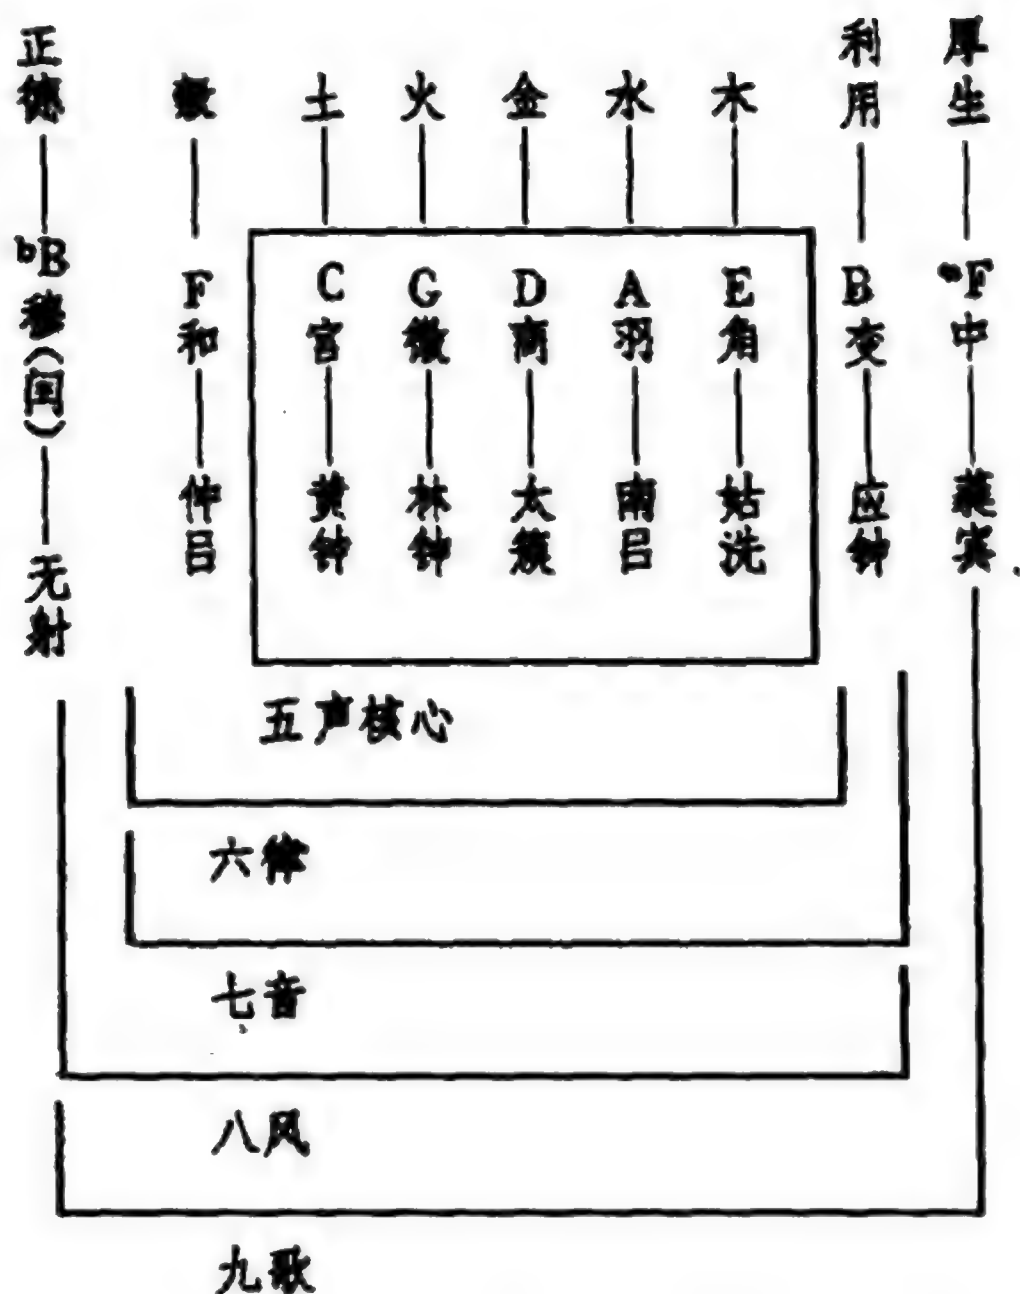 正德
♭B
穆(闰)
无射
穀
F
和
仲吕
土
C
宫
黄钟
火
G
徵
林钟
金
D
商
太簇
水
A
羽
南吕
木
E
角
姑洗
利用
B
变
应钟
厚生
#F
中
蕤宾
五声核心
六律
七音
八风
九歌